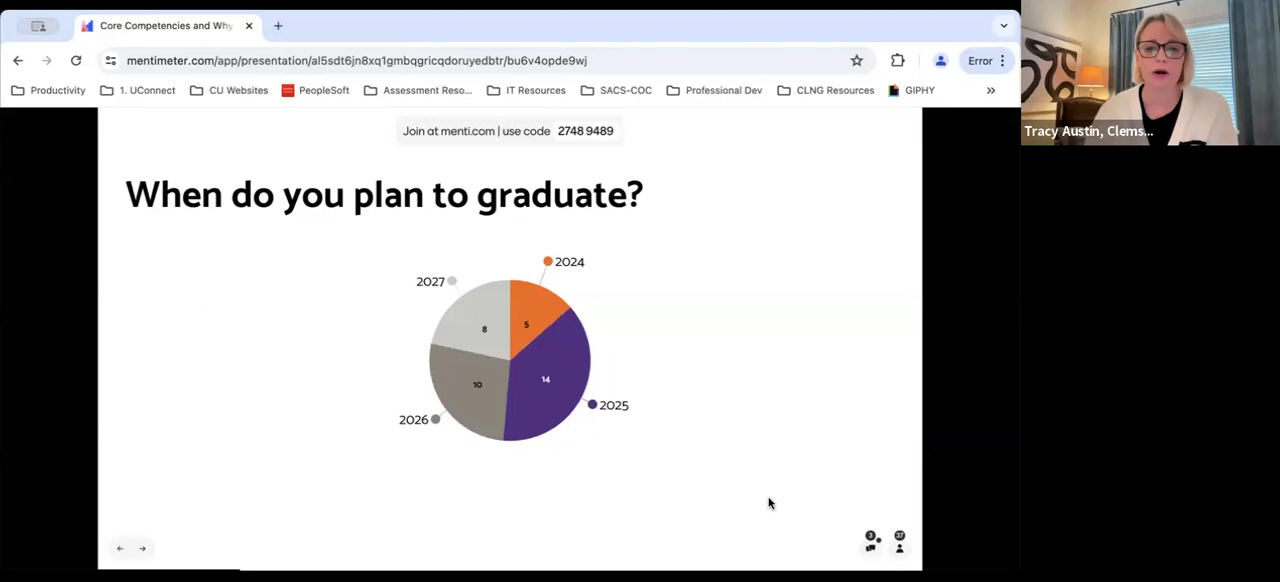 Core Competencies and Why
mentimeter.com/app/presentation/al5sdt6jn8xq1gmbqgricqdoruyedbtr/bu6v4opde9wj
Error
Productivity
1. UConnect
CU Websites
PeopleSoft
Assessment Reso...
IT Resources
SACS-COC
Professional Dev
CLNG Resources
GIPHY
Tracy Austin, Clems...
Join at menti.com | use code 2748 9489
When do you plan to graduate?
2024
2027
5
8
14
10
2025
2026
3
37